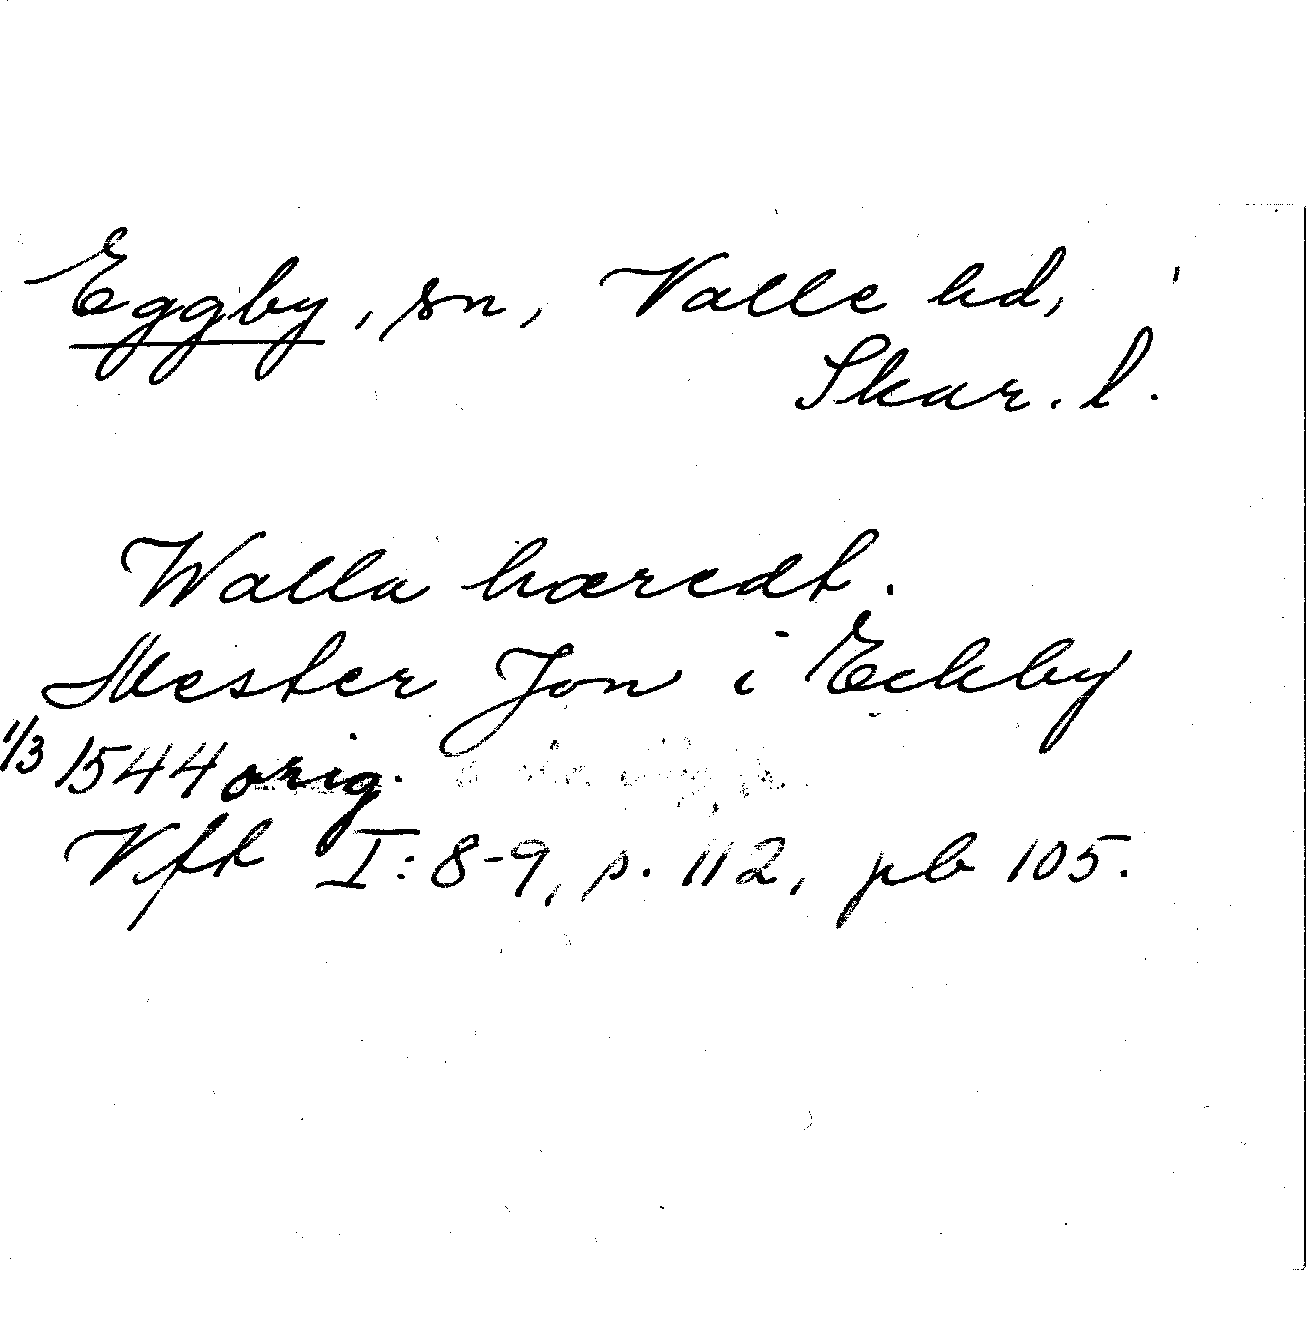 Eggby, sn, Valle hd,
Skar. l.
Walla hæredt.
Mester Jon i Eckby
1/3 1544 orig.
Vft I: 8-9, p. 112, pb 105.